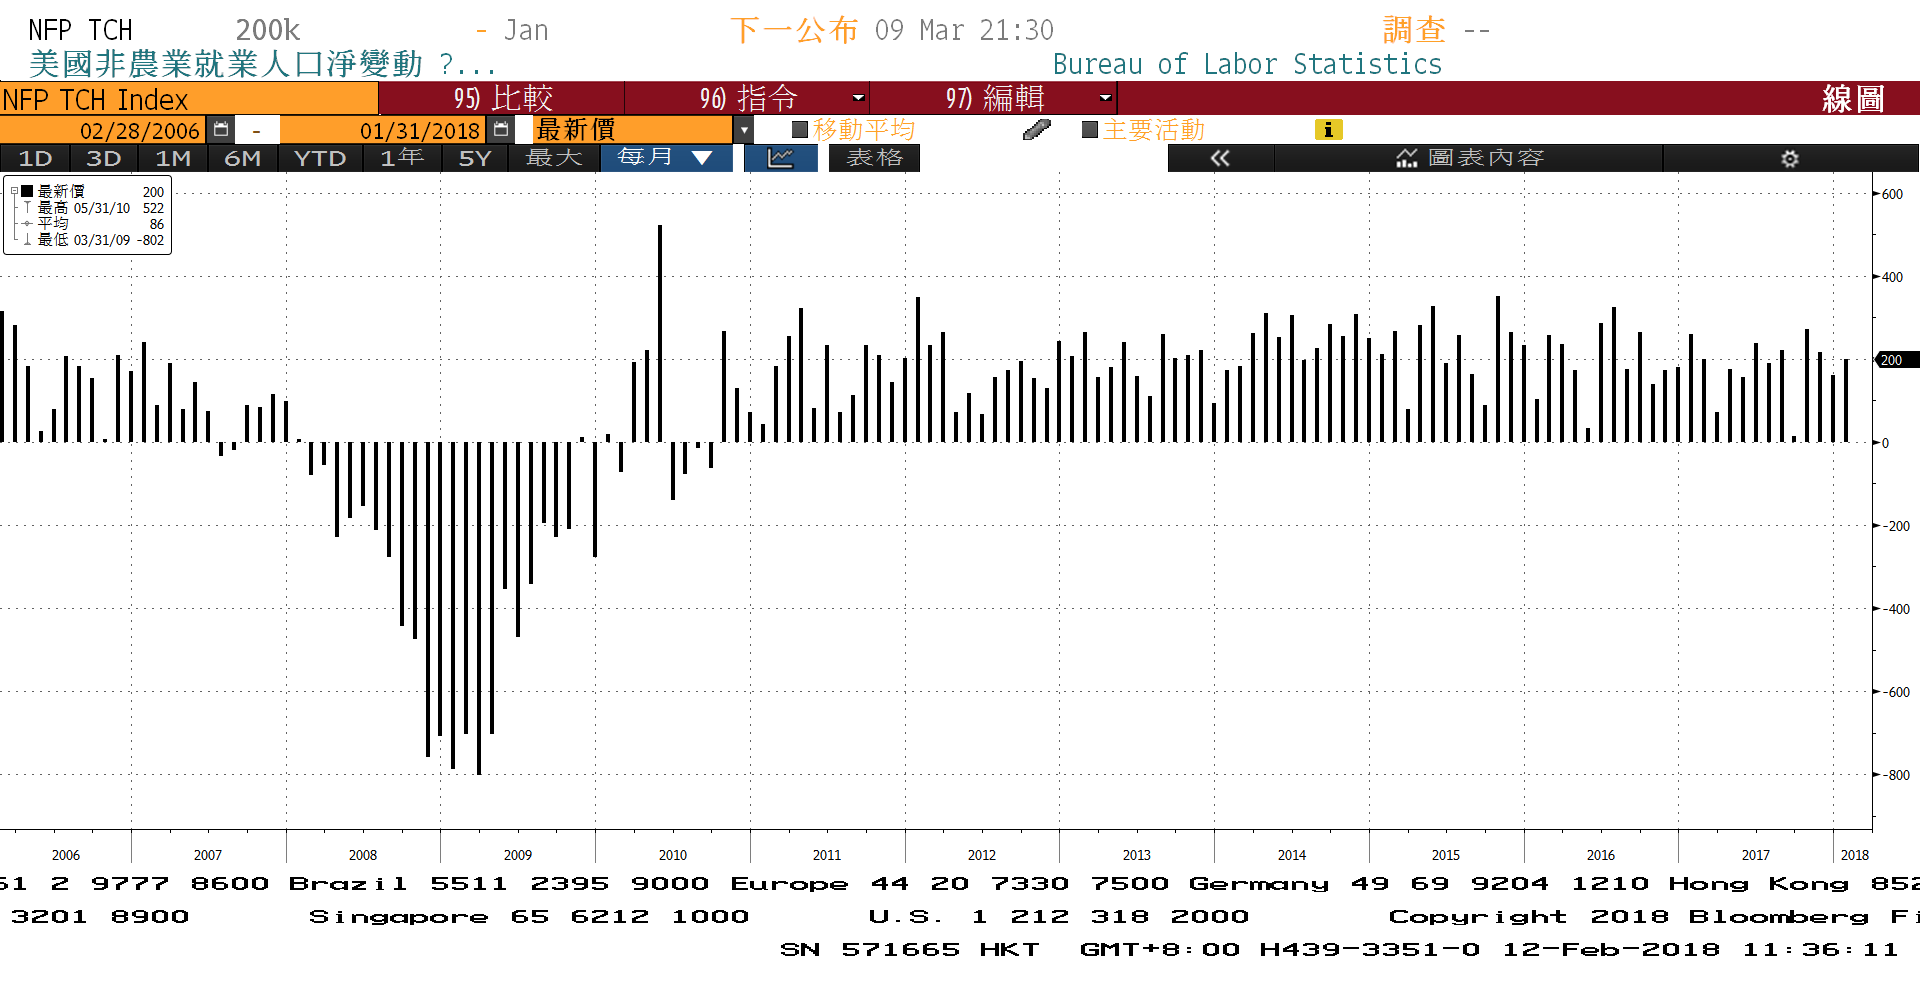 NFP TCH 200k - Jan 下一公布 09 Mar 21:30 調查 --
美國非農業就業人口淨變動 ?... Bureau of Labor Statistics
NFP TCH Index 95) 比較 96) 指令 97) 編輯 線圖
02/28/2006 - 01/31/2018 最新價 移動平均 主要活動
1D 3D 1M 6M YTD 1年 5Y 最大 每月 ▼ 表格 « 圖表內容
最新價 200
最高 05/31/10 522
平均 86
最低 03/31/09 -802
600
400
200
0
-200
-400
-600
-800
2006 2007 2008 2009 2010 2011 2012 2013 2014 2015 2016 2017 2018
61 2 9777 8600 Brazil 5511 2395 9000 Europe 44 20 7330 7500 Germany 49 69 9204 1210 Hong Kong 852
3201 8900 Singapore 65 6212 1000 U.S. 1 212 318 2000 Copyright 2018 Bloomberg Fi
SN 571665 HKT GMT+8:00 H439-3351-0 12-Feb-2018 11:36:11